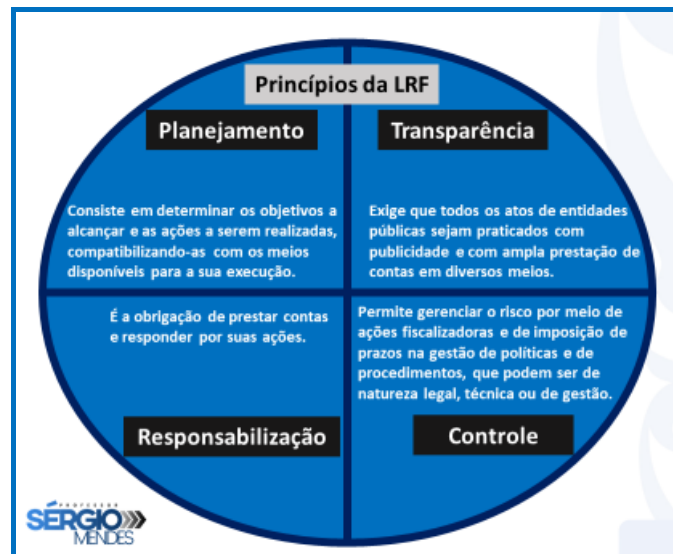 Princípios da LRF
Planejamento
Consiste em determinar os objetivos a
alcançar e as ações a serem realizadas,
compatibilizando-as com os meios
disponíveis para a sua execução.
Transparência
Exige que todos os atos de entidades
públicas sejam praticados com
publicidade e com ampla prestação de
contas em diversos meios.
É a obrigação de prestar contas
e responder por suas ações.
Responsabilização
Permite gerenciar o risco por meio de
ações fiscalizadoras e de imposição de
prazos na gestão de políticas e de
procedimentos, que podem ser de
natureza legal, técnica ou de gestão.
Controle
PROFESSOR
SÉRGIO
MENDES